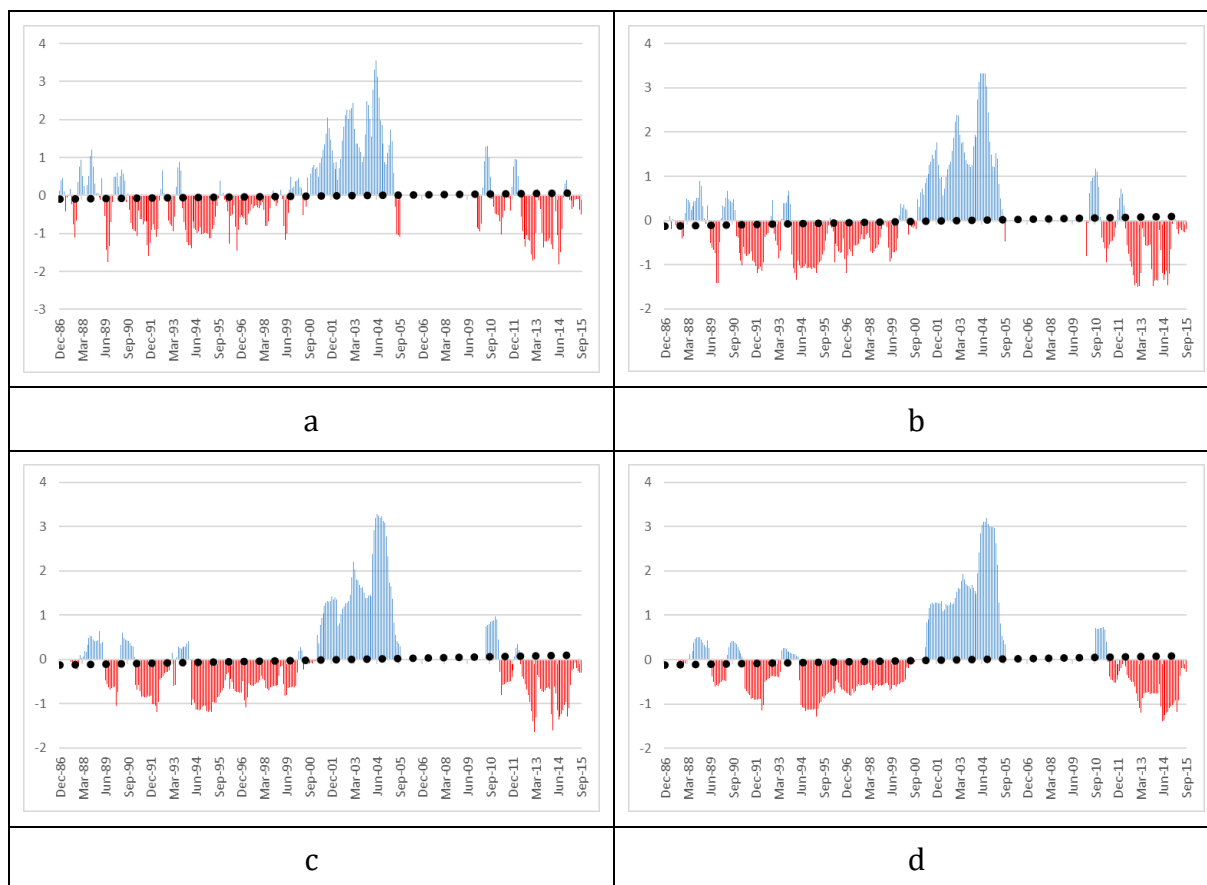 4
3
2
1
0
-1
-2
-3
Dec-86
Mar-88
Jun-89
Sep-90
Dec-91
Mar-93
Jun-94
Sep-95
Dec-96
Mar-98
Jun-99
Sep-00
Dec-01
Mar-03
Jun-04
Sep-05
Dec-06
Mar-08
Jun-09
Sep-10
Dec-11
Mar-13
Jun-14
Sep-15
4
3
2
1
0
-1
-2
Dec-86
Mar-88
Jun-89
Sep-90
Dec-91
Mar-93
Jun-94
Sep-95
Dec-96
Mar-98
Jun-99
Sep-00
Dec-01
Mar-03
Jun-04
Sep-05
Dec-06
Mar-08
Jun-09
Sep-10
Dec-11
Mar-13
Jun-14
Sep-15
a
b
4
3
2
1
0
-1
-2
Dec-86
Mar-88
Jun-89
Sep-90
Dec-91
Mar-93
Jun-94
Sep-95
Dec-96
Mar-98
Jun-99
Sep-00
Dec-01
Mar-03
Jun-04
Sep-05
Dec-06
Mar-08
Jun-09
Sep-10
Dec-11
Mar-13
Jun-14
Sep-15
4
3
2
1
0
-1
-2
Dec-86
Mar-88
Jun-89
Sep-90
Dec-91
Mar-93
Jun-94
Sep-95
Dec-96
Mar-98
Jun-99
Sep-00
Dec-01
Mar-03
Jun-04
Sep-05
Dec-06
Mar-08
Jun-09
Sep-10
Dec-11
Mar-13
Jun-14
Sep-15
c
d